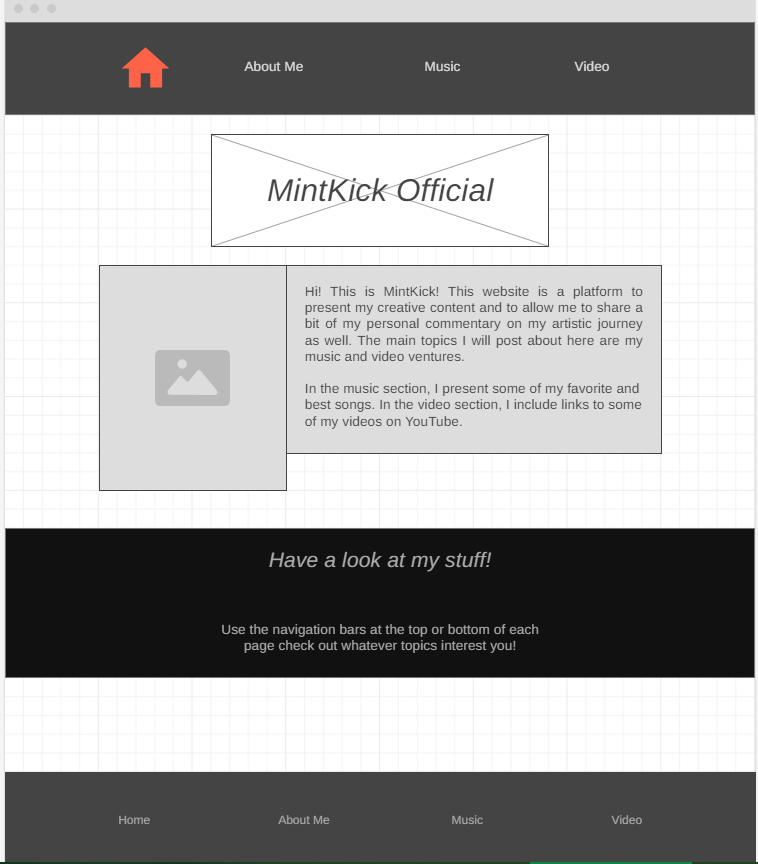 About Me Music Video
MintKick Official
Hi! This is MintKick! This website is a platform to
present my creative content and to allow me to share a
bit of my personal commentary on my artistic journey
as well. The main topics I will post about here are my
music and video ventures.
In the music section, I present some of my favorite and
best songs. In the video section, I include links to some
of my videos on YouTube.
Have a look at my stuff!
Use the navigation bars at the top or bottom of each
page check out whatever topics interest you!
Home About Me Music Video